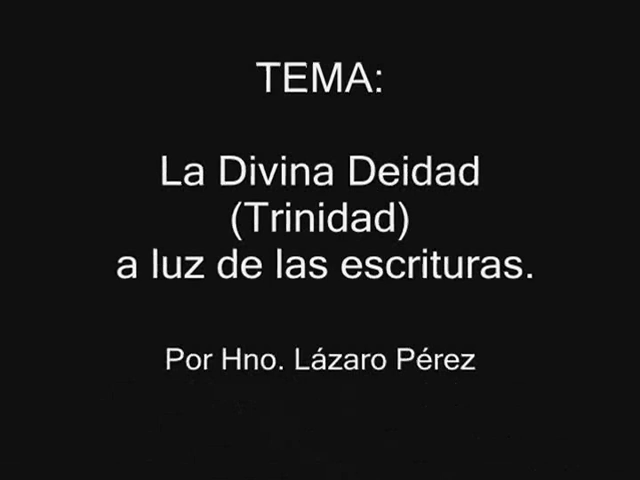 TEMA:
La Divina Deidad
(Trinidad)
a luz de las escrituras.
Por Hno. Lázaro Pérez